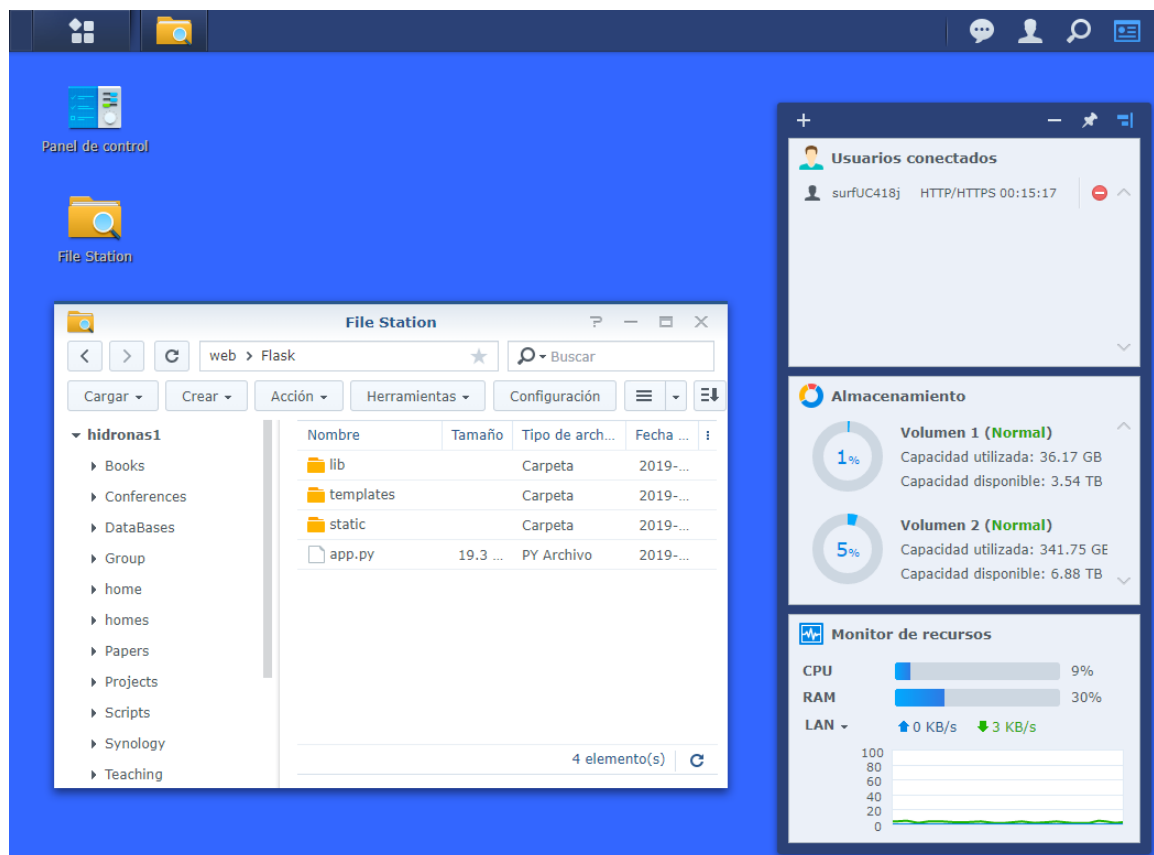 Panel de control
File Station
File Station
web > Flask
Buscar
Cargar
Crear
Acción
Herramientas
Configuración
hidronas1
Books
Conferences
DataBases
Group
home
homes
Papers
Projects
Scripts
Synology
Teaching
Nombre Tamaño Tipo de arch... Fecha ...
lib Carpeta 2019-...
templates Carpeta 2019-...
static Carpeta 2019-...
app.py 19.3 ... PY Archivo 2019-...
4 elemento(s)
Usuarios conectados
surfUC418j HTTP/HTTPS 00:15:17
Almacenamiento
1%
Volumen 1 (Normal)
Capacidad utilizada: 36.17 GB
Capacidad disponible: 3.54 TB
5%
Volumen 2 (Normal)
Capacidad utilizada: 341.75 GE
Capacidad disponible: 6.88 TB
Monitor de recursos
CPU 9%
RAM 30%
LAN 0 KB/s 3 KB/s
100
80
60
40
20
0